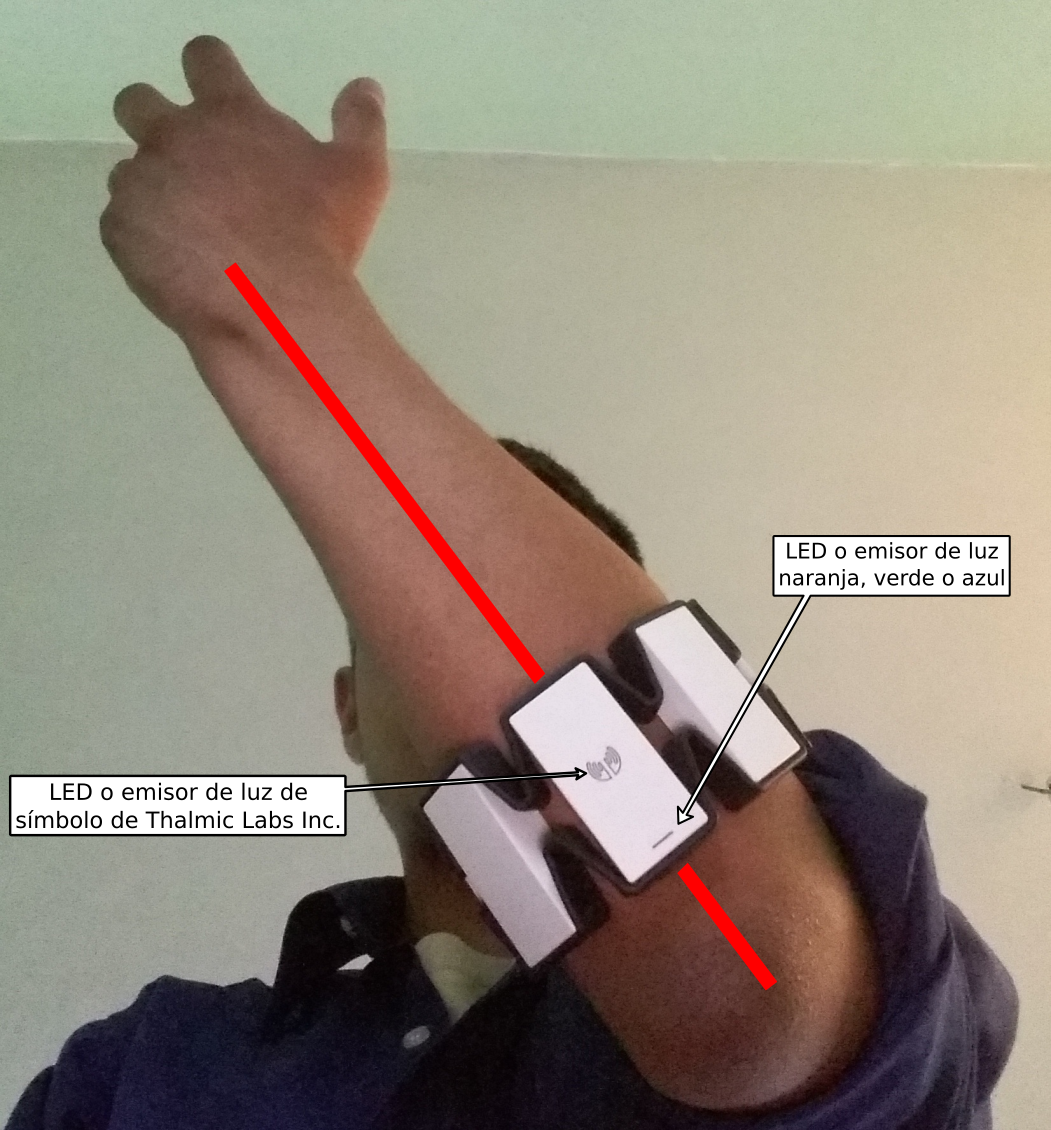 LED o emisor de luz
naranja, verde o azul
LED o emisor de luz de
símbolo de Thalmic Labs Inc.